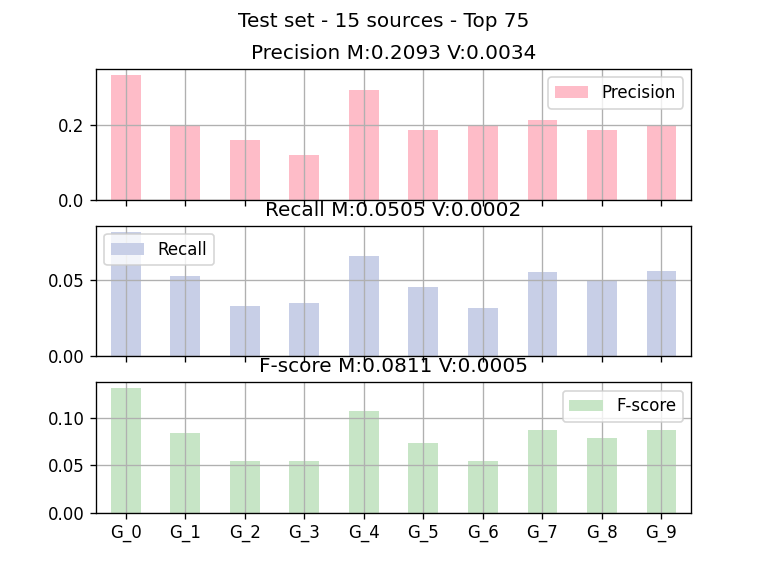 Test set - 15 sources - Top 75
Precision M:0.2093 V:0.0034
Precision
0.2
0.0
Recall M:0.0505 V:0.0002
Recall
0.05
0.00
F-score M:0.0811 V:0.0005
F-score
0.10
0.05
0.00
G_0 G_1 G_2 G_3 G_4 G_5 G_6 G_7 G_8 G_9